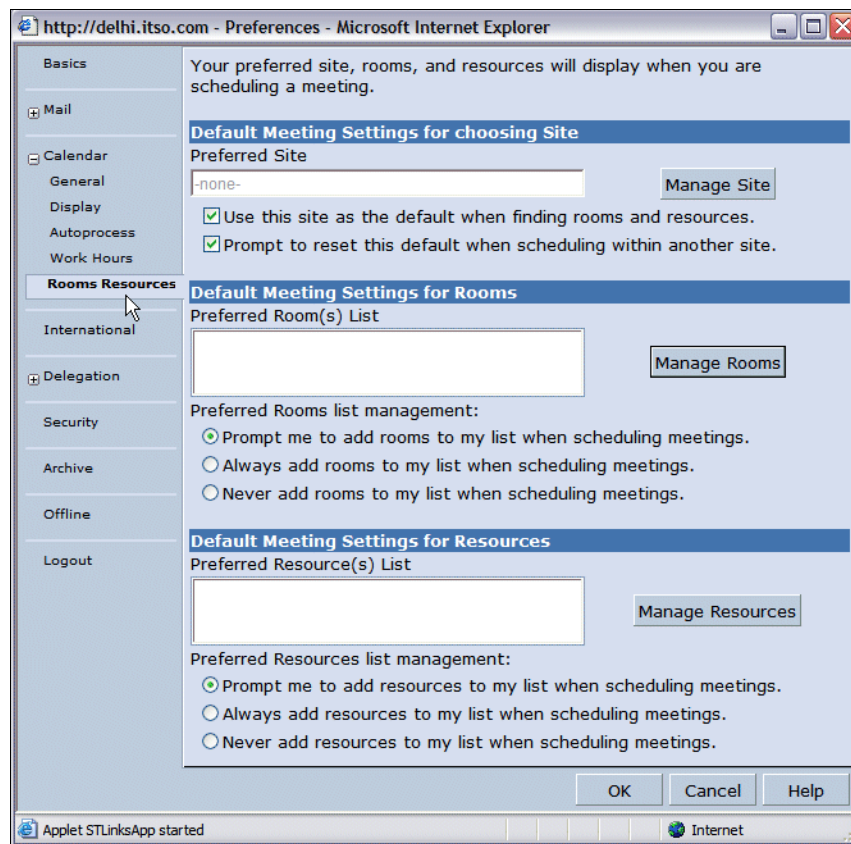 http://delhi.itso.com - Preferences - Microsoft Internet Explorer
Basics
Mail
Calendar
General
Display
Autoprocess
Work Hours
Rooms Resources
International
Delegation
Security
Archive
Offline
Logout
Your preferred site, rooms, and resources will display when you are
scheduling a meeting.
Default Meeting Settings for choosing Site
Preferred Site
-none-
Manage Site
Use this site as the default when finding rooms and resources.
Prompt to reset this default when scheduling within another site.
Default Meeting Settings for Rooms
Preferred Room(s) List
Manage Rooms
Preferred Rooms list management:
Prompt me to add rooms to my list when scheduling meetings.
Always add rooms to my list when scheduling meetings.
Never add rooms to my list when scheduling meetings.
Default Meeting Settings for Resources
Preferred Resource(s) List
Manage Resources
Preferred Resources list management:
Prompt me to add resources to my list when scheduling meetings.
Always add resources to my list when scheduling meetings.
Never add resources to my list when scheduling meetings.
OK
Cancel
Help
Applet STLinksApp started
Internet